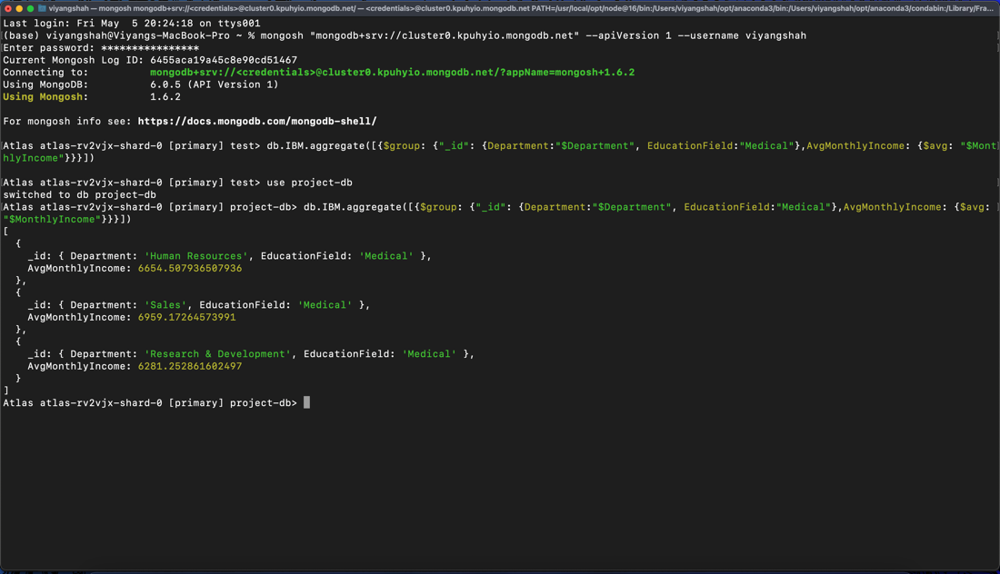 viyangshah — mongosh mongodb+srv://<credentials>@cluster0.kpuhyio.mongodb.net/ — <credentials>@cluster0.kpuhyio.mongodb.net PATH=/usr/local/opt/node@16/bin:/Users/viyangshah/opt/anaconda3/bin:/Users/viyangshah/opt/anaconda3/condabin:/Library/Fra...
Last login: Fri May  5 20:24:18 on ttys001
(base) viyangshah@Viyangs-MacBook-Pro ~ % mongosh "mongodb+srv://cluster0.kpuhyio.mongodb.net" --apiVersion 1 --username viyangshah
Enter password: ****************
Current Mongosh Log ID: 6455aca19a45c8e90cd51467
Connecting to:          mongodb+srv://<credentials>@cluster0.kpuhyio.mongodb.net/?appName=mongosh+1.6.2
Using MongoDB:          6.0.5 (API Version 1)
Using Mongosh:          1.6.2
For mongosh info see: https://docs.mongodb.com/mongodb-shell/
Atlas atlas-rv2vjx-shard-0 [primary] test> db.IBM.aggregate([{$group: {"_id": {Department:"$Department", EducationField:"Medical"},AvgMonthlyIncome: {$avg: "$Mont
hlyIncome"}}}])
Atlas atlas-rv2vjx-shard-0 [primary] test> use project-db
switched to db project-db
Atlas atlas-rv2vjx-shard-0 [primary] project-db> db.IBM.aggregate([{$group: {"_id": {Department:"$Department", EducationField:"Medical"},AvgMonthlyIncome: {$avg:
"$MonthlyIncome"}}}])
[
  {
    _id: { Department: 'Human Resources', EducationField: 'Medical' },
    AvgMonthlyIncome: 6654.507936507936
  },
  {
    _id: { Department: 'Sales', EducationField: 'Medical' },
    AvgMonthlyIncome: 6959.17264573991
  },
  {
    _id: { Department: 'Research & Development', EducationField: 'Medical' },
    AvgMonthlyIncome: 6281.252861602497
  }
]
Atlas atlas-rv2vjx-shard-0 [primary] project-db>